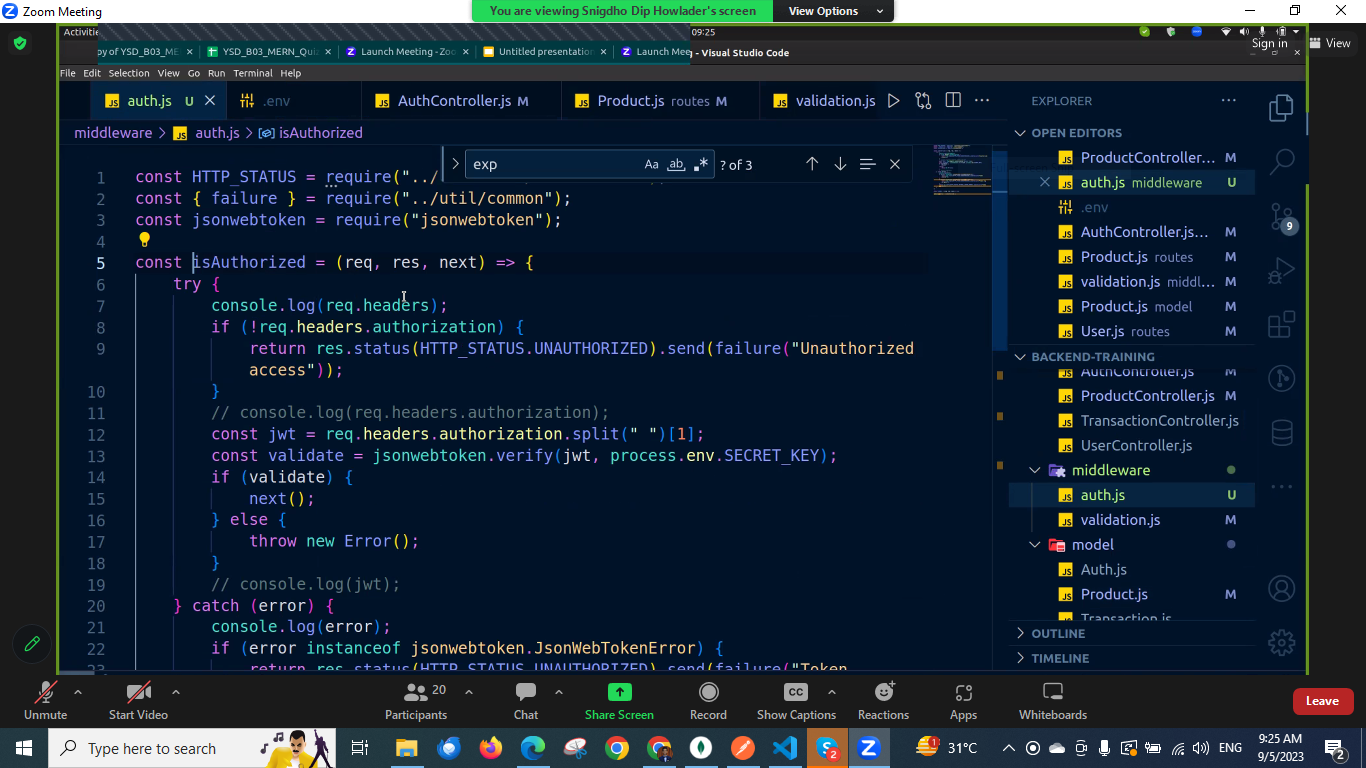 Zoom Meeting
You are viewing Snigdho Dip Howlader's screen
View Options
Activitie
09:25
Sign in
View
py of YSD_B03_ME
YSD_B03_MERN_Qui
Launch Meeting - Zoo
Untitled presentation
Launch Mee
g - Visual Studio Code
File Edit Selection View Go Run Terminal Help
auth.js U
.env
AuthController.js M
Product.js routes M
validation.js
middleware > auth.js > isAuthorized
exp
Aa ab
? of 3
1 const HTTP_STATUS = require("../
2 const { failure } = require("../util/common");
3 const jsonwebtoken = require("jsonwebtoken");
4
5 const isAuthorized = (req, res, next) => {
6 try {
7 console.log(req.headers);
8 if (!req.headers.authorization) {
9 return res.status(HTTP_STATUS.UNAUTHORIZED).send(failure("Unauthorized
access"));
10 }
11 // console.log(req.headers.authorization);
12 const jwt = req.headers.authorization.split(" ")[1];
13 const validate = jsonwebtoken.verify(jwt, process.env.SECRET_KEY);
14 if (validate) {
15 next();
16 } else {
17 throw new Error();
18 }
19 // console.log(jwt);
20 } catch (error) {
21 console.log(error);
22 if (error instanceof jsonwebtoken.JsonWebTokenError) {
23 return res.status(HTTP_STATUS.UNAUTHORIZED).send(failure("Token
EXPLORER
OPEN EDITORS
ProductController... M
auth.js middleware U
.env
AuthController.js... M
Product.js routes M
validation.js middl... M
Product.js model M
User.js routes M
BACKEND-TRAINING
AuthController.js M
ProductController.js M
TransactionController.js
UserController.js
middleware
auth.js U
validation.js M
model
Auth.js
Product.js M
Transaction.js
OUTLINE
TIMELINE
9
Unmute
Start Video
Participants
20
Chat
Share Screen
Record
CC
Show Captions
Reactions
Apps
Whiteboards
Leave
Type here to search
31°C
ENG
9:25 AM
9/5/2023
2